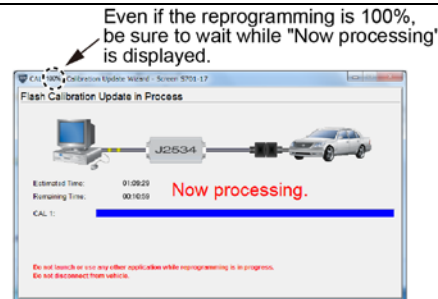 Even if the reprogramming is 100%,
be sure to wait while "Now processing"
is displayed.
CAL 100% Calibration Update Wizard - Screen S701-17
Flash Calibration Update in Process
J2534
Estimated Time: 01:09:29
Remaining Time: 00:10:59
Now processing.
CAL 1:
Do not launch or use any other application while reprogramming is in progress.
Do not disconnect from vehicle.